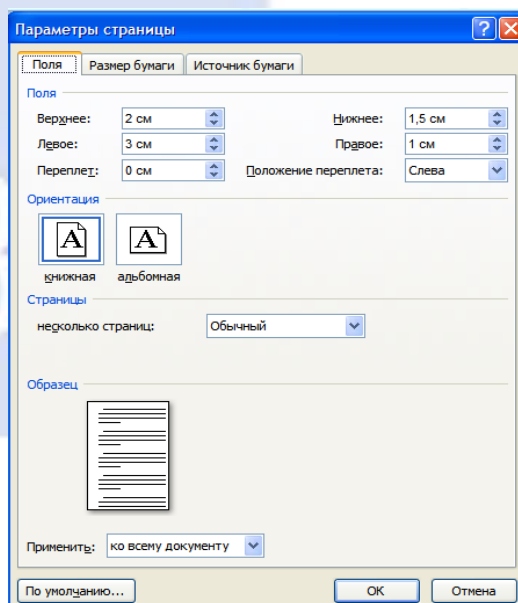 Параметры страницы
Поля Размер бумаги Источник бумаги
Поля
Верхнее: 2 см Нижнее: 1,5 см
Левое: 3 см Правое: 1 см
Переплет: 0 см Положение переплета: Слева
Ориентация
A A
книжная альбомная
Страницы
несколько страниц: Обычный
Образец
Применить: ко всему документу
По умолчанию... ОК Отмена